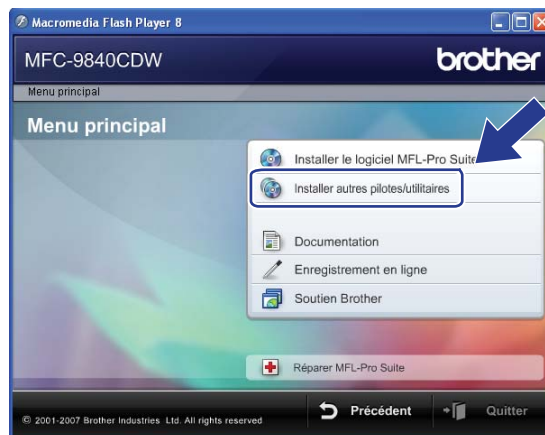 Macromedia Flash Player 8
MFC-9840CDW
brother
Menu principal
Menu principal
Installer le logiciel MFL-Pro Suite
Installer autres pilotes/utilitaires
Documentation
Enregistrement en ligne
Soutien Brother
Réparer MFL-Pro Suite
© 2001-2007 Brother Industries Ltd. All rights reserved
Précédent
Quitter